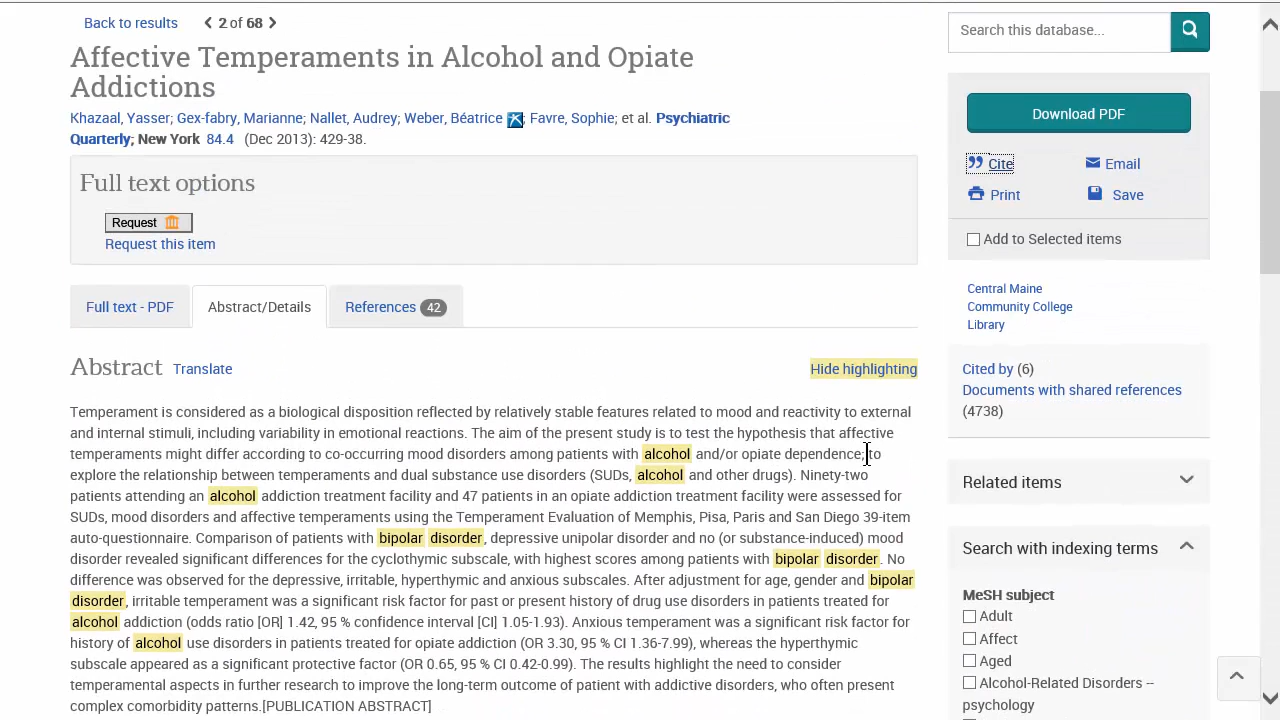 Back to results 2 of 68
Search this database...
Affective Temperaments in Alcohol and Opiate
Addictions
Khazaal, Yasser; Gex-fabry, Marianne; Nallet, Audrey; Weber, Béatrice ; Favre, Sophie; et al. Psychiatric
Quarterly; New York 84.4 (Dec 2013): 429-38.
Full text options
Request
Request this item
Full text - PDF
Abstract/Details
References 42
Abstract Translate Hide highlighting
Temperament is considered as a biological disposition reflected by relatively stable features related to mood and reactivity to external
and internal stimuli, including variability in emotional reactions. The aim of the present study is to test the hypothesis that affective
temperaments might differ according to co-occurring mood disorders among patients with alcohol and/or opiate dependence; to
explore the relationship between temperaments and dual substance use disorders (SUDs, alcohol and other drugs). Ninety-two
patients attending an alcohol addiction treatment facility and 47 patients in an opiate addiction treatment facility were assessed for
SUDs, mood disorders and affective temperaments using the Temperament Evaluation of Memphis, Pisa, Paris and San Diego 39-item
auto-questionnaire. Comparison of patients with bipolar disorder, depressive unipolar disorder and no (or substance-induced) mood
disorder revealed significant differences for the cyclothymic subscale, with highest scores among patients with bipolar disorder. No
difference was observed for the depressive, irritable, hyperthymic and anxious subscales. After adjustment for age, gender and bipolar
disorder, irritable temperament was a significant risk factor for past or present history of drug use disorders in patients treated for
alcohol addiction (odds ratio [OR] 1.42, 95 % confidence interval [CI] 1.05-1.93). Anxious temperament was a significant risk factor for
history of alcohol use disorders in patients treated for opiate addiction (OR 3.30, 95 % CI 1.36-7.99), whereas the hyperthymic
subscale appeared as a significant protective factor (OR 0.65, 95 % CI 0.42-0.99). The results highlight the need to consider
temperamental aspects in further research to improve the long-term outcome of patient with addictive disorders, who often present
complex comorbidity patterns.[PUBLICATION ABSTRACT]
Download PDF
Cite Email
Print Save
Add to Selected items
Central Maine
Community College
Library
Cited by (6)
Documents with shared references
(4738)
Related items
Search with indexing terms
MeSH subject
Adult
Affect
Aged
Alcohol-Related Disorders --
psychology